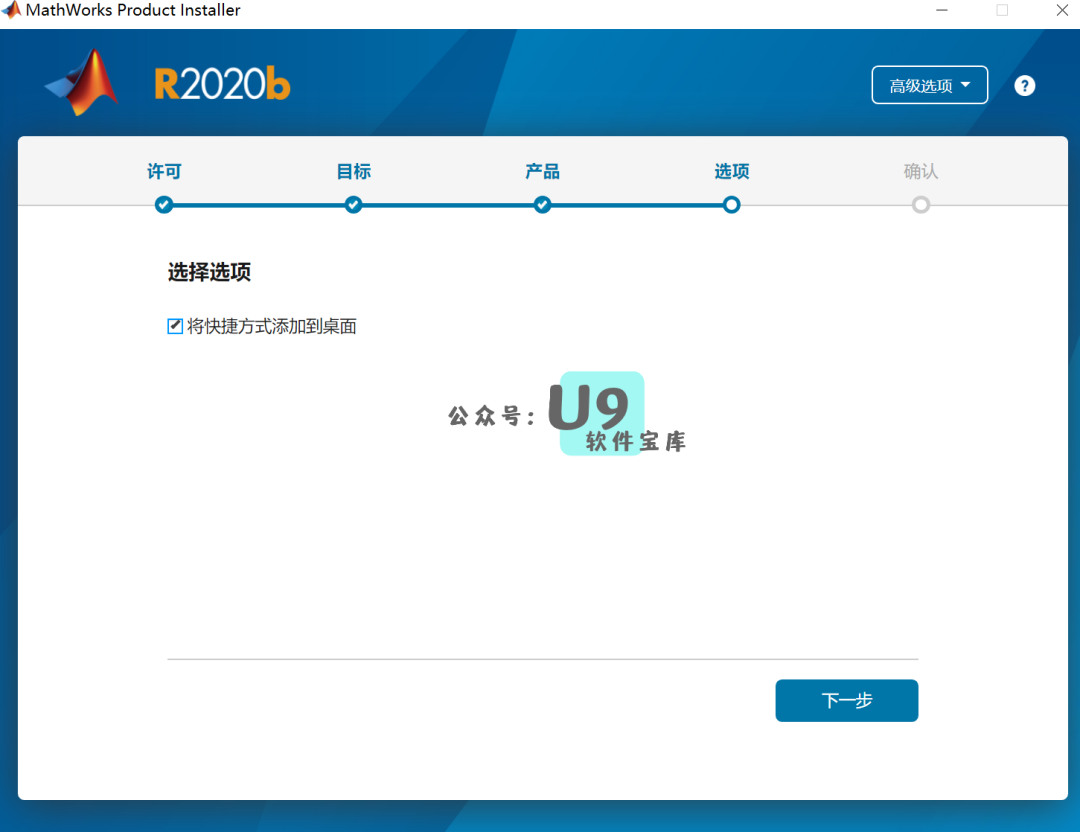 MathWorks Product Installer
R2020b
高级选项
?
许可
目标
产品
选项
确认
选择选项
将快捷方式添加到桌面
公众号：U9
软件宝库
下一步